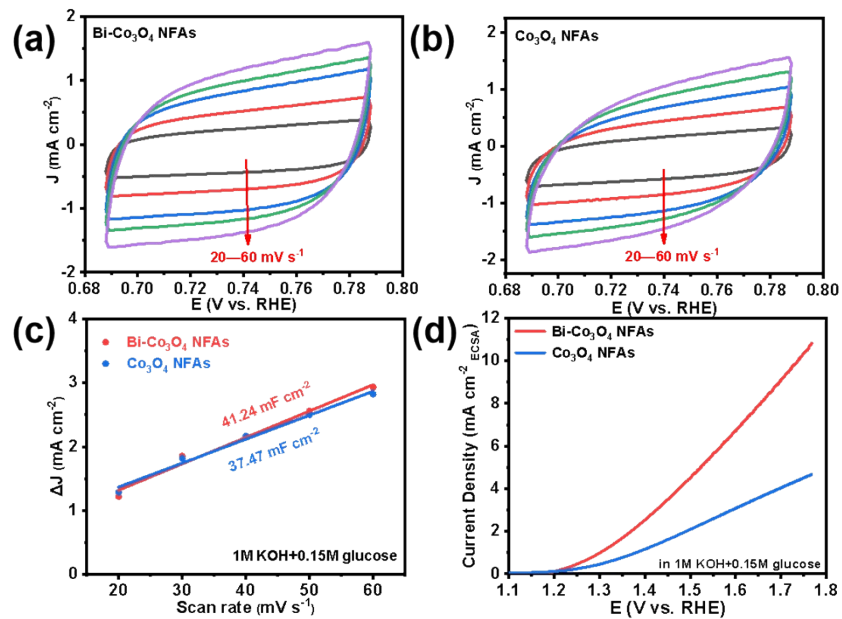 (a)
Bi-Co₃O₄ NFAs
J (mA cm⁻²)
2
1
0
-1
-2
20—60 mV s⁻¹
0.68 0.70 0.72 0.74 0.76 0.78 0.80
E (V vs. RHE)
(b)
Co₃O₄ NFAs
J (mA cm⁻²)
2
1
0
-1
-2
20—60 mV s⁻¹
0.68 0.70 0.72 0.74 0.76 0.78 0.80
E (V vs. RHE)
(c)
Bi-Co₃O₄ NFAs
Co₃O₄ NFAs
ΔJ (mA cm⁻²)
4
3
2
1
0
41.24 mF cm⁻²
37.47 mF cm⁻²
1M KOH+0.15M glucose
20 30 40 50 60
Scan rate (mV s⁻¹)
(d)
Bi-Co₃O₄ NFAs
Co₃O₄ NFAs
Current Density (mA cm⁻² ECSA)
12
10
8
6
4
2
0
in 1M KOH+0.15M glucose
1.1 1.2 1.3 1.4 1.5 1.6 1.7 1.8
E (V vs. RHE)